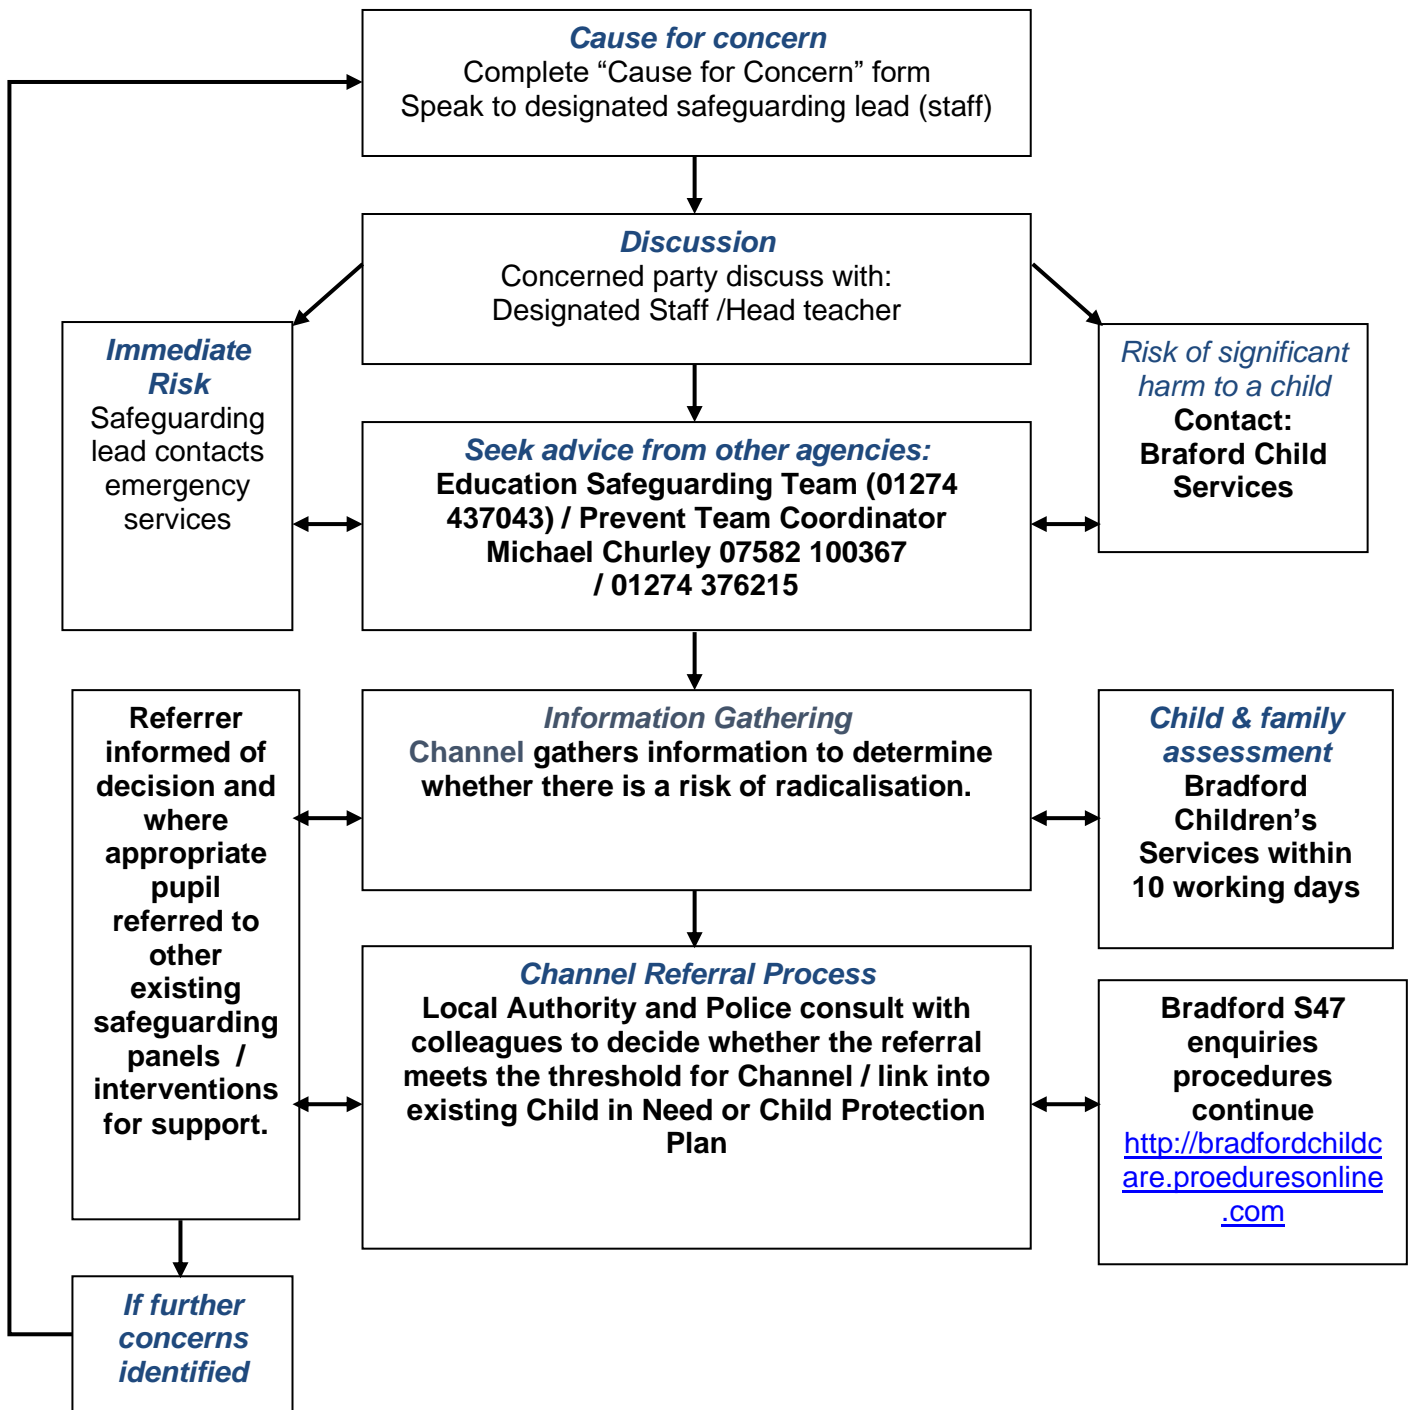 Cause for concern
Complete “Cause for Concern” form
Speak to designated safeguarding lead (staff)
Discussion
Concerned party discuss with:
Designated Staff /Head teacher
Immediate
Risk
Safeguarding
lead contacts
emergency
services
Seek advice from other agencies:
Education Safeguarding Team (01274
437043) / Prevent Team Coordinator
Michael Churley 07582 100367
/ 01274 376215
Risk of significant
harm to a child
Contact:
Braford Child
Services
Referrer
informed of
decision and
where
appropriate
pupil
referred to
other
existing
safeguarding
panels /
interventions
for support.
Information Gathering
Channel gathers information to determine
whether there is a risk of radicalisation.
Child & family
assessment
Bradford
Children’s
Services within
10 working days
Channel Referral Process
Local Authority and Police consult with
colleagues to decide whether the referral
meets the threshold for Channel / link into
existing Child in Need or Child Protection
Plan
Bradford S47
enquiries
procedures
continue
http://bradfordchildc
are.proeduresonline
.com
If further
concerns
identified